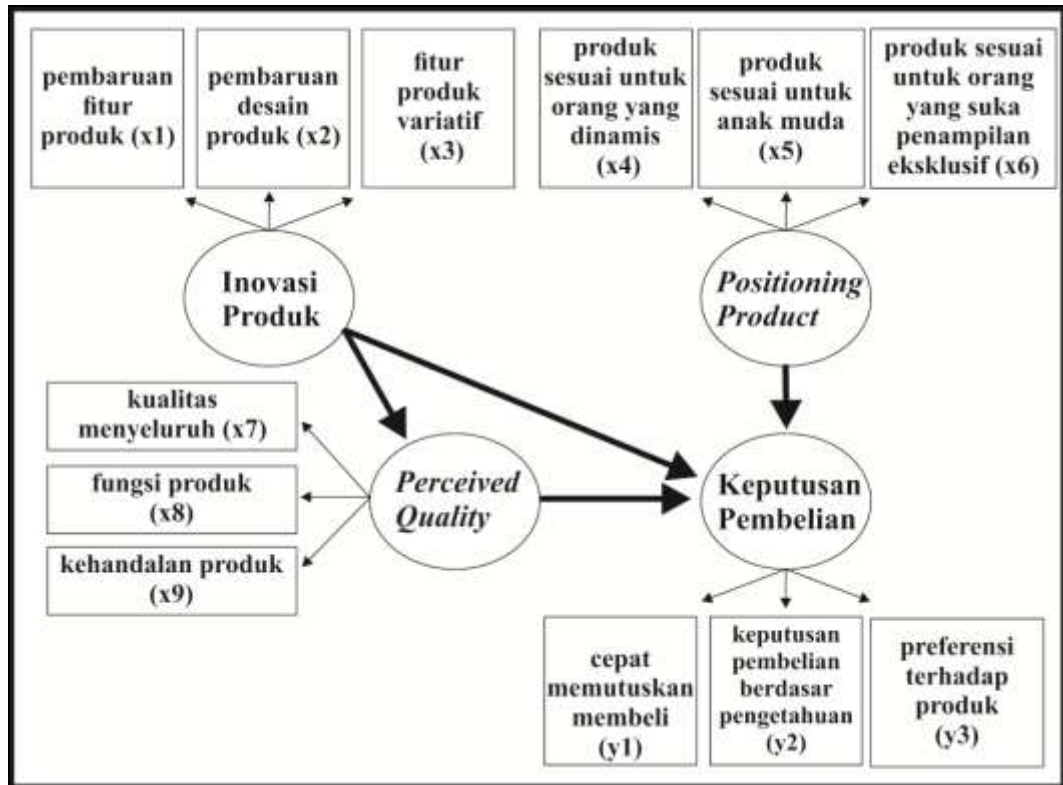 pembaruan
fitur
produk (x1)
pembaruan
desain
produk (x2)
fitur
produk
variatif
(x3)
produk
sesuai untuk
orang yang
dinamis
(x4)
produk
sesuai untuk
anak muda
(x5)
produk sesuai
untuk orang
yang suka
penampilan
eksklusif (x6)
Inovasi
Produk
Positioning
Product
kualitas
menyeluruh (x7)
fungsi produk
(x8)
kehandalan produk
(x9)
Perceived
Quality
Keputusan
Pembelian
cepat
memutuskan
membeli
(y1)
keputusan
pembelian
berdasar
pengetahuan
(y2)
preferensi
terhadap
produk
(y3)